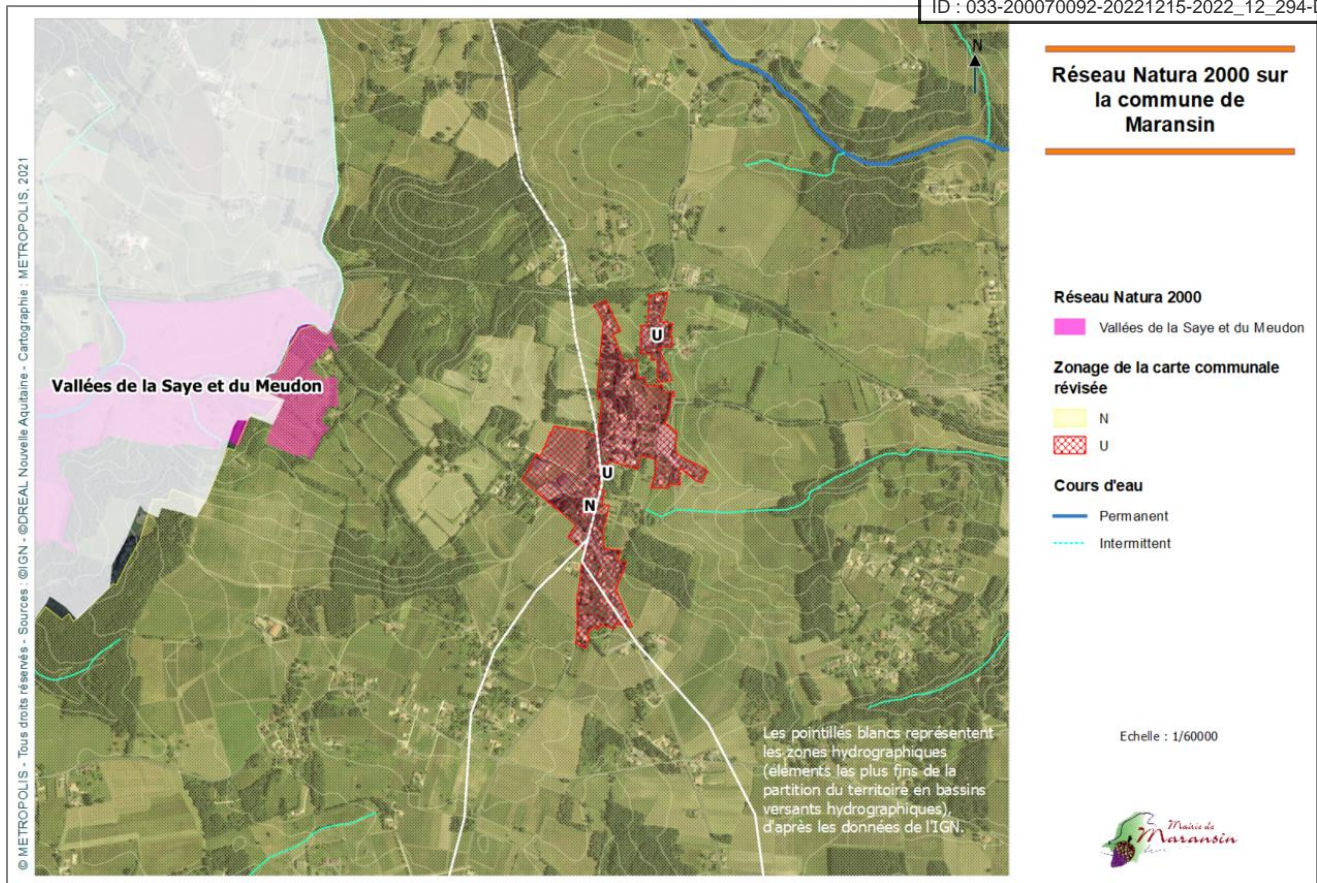 ID : 033-200070092-20221215-2022_12_294-D
N
Réseau Natura 2000 sur
la commune de
Maransin
© METROPOLIS - Tous droits réservés - Sources : ©IGN - ©DREAL Nouvelle Aquitaine - Cartographie : METROPOLIS, 2021
Vallées de la Saye et du Meudon
U
U
N
Réseau Natura 2000
Vallées de la Saye et du Meudon
Zonage de la carte communale
révisée
N
U
Cours d'eau
Permanent
Intermittent
Les pointillés blancs représentent
les zones hydrographiques
(éléments les plus fins de la
partition du territoire en bassins
versants hydrographiques),
d'après les données de l'IGN.
Echelle : 1/60000
Mairie de
Maransin